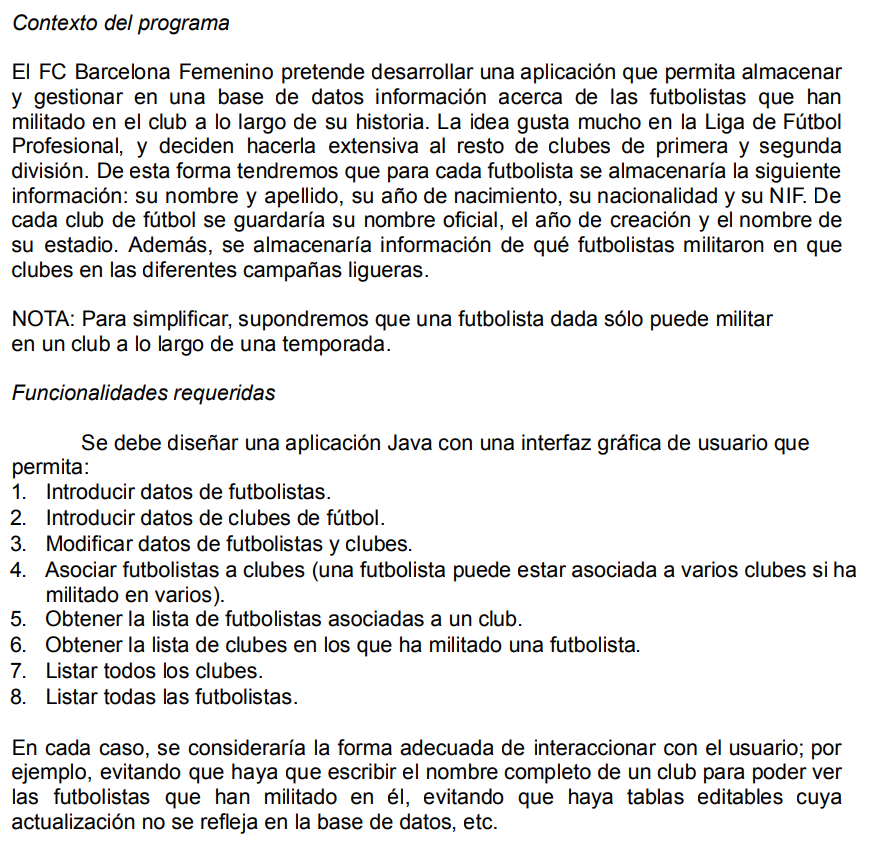 Contexto del programa
El FC Barcelona Femenino pretende desarrollar una aplicación que permita almacenar
y gestionar en una base de datos información acerca de las futbolistas que han
militado en el club a lo largo de su historia. La idea gusta mucho en la Liga de Fútbol
Profesional, y deciden hacerla extensiva al resto de clubes de primera y segunda
división. De esta forma tendremos que para cada futbolista se almacenaría la siguiente
información: su nombre y apellido, su año de nacimiento, su nacionalidad y su NIF. De
cada club de fútbol se guardaría su nombre oficial, el año de creación y el nombre de
su estadio. Además, se almacenaría información de qué futbolistas militaron en que
clubes en las diferentes campañas ligueras.
NOTA: Para simplificar, supondremos que una futbolista dada sólo puede militar
en un club a lo largo de una temporada.
Funcionalidades requeridas
Se debe diseñar una aplicación Java con una interfaz gráfica de usuario que
permita:
1. Introducir datos de futbolistas.
2. Introducir datos de clubes de fútbol.
3. Modificar datos de futbolistas y clubes.
4. Asociar futbolistas a clubes (una futbolista puede estar asociada a varios clubes si ha
militado en varios).
5. Obtener la lista de futbolistas asociadas a un club.
6. Obtener la lista de clubes en los que ha militado una futbolista.
7. Listar todos los clubes.
8. Listar todas las futbolistas.
En cada caso, se consideraría la forma adecuada de interaccionar con el usuario; por
ejemplo, evitando que haya que escribir el nombre completo de un club para poder ver
las futbolistas que han militado en él, evitando que haya tablas editables cuya
actualización no se refleja en la base de datos, etc.